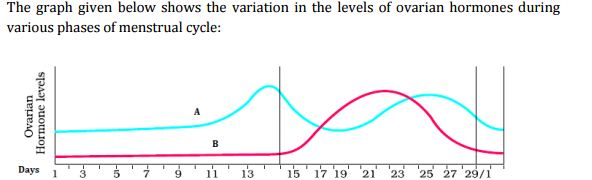 The graph given below shows the variation in the levels of ovarian hormones during
various phases of menstrual cycle:
Ovarian
Hormone levels
A
B
Days 1 3 5 7 9 11 13 15 17 19 21 23 25 27 29/1